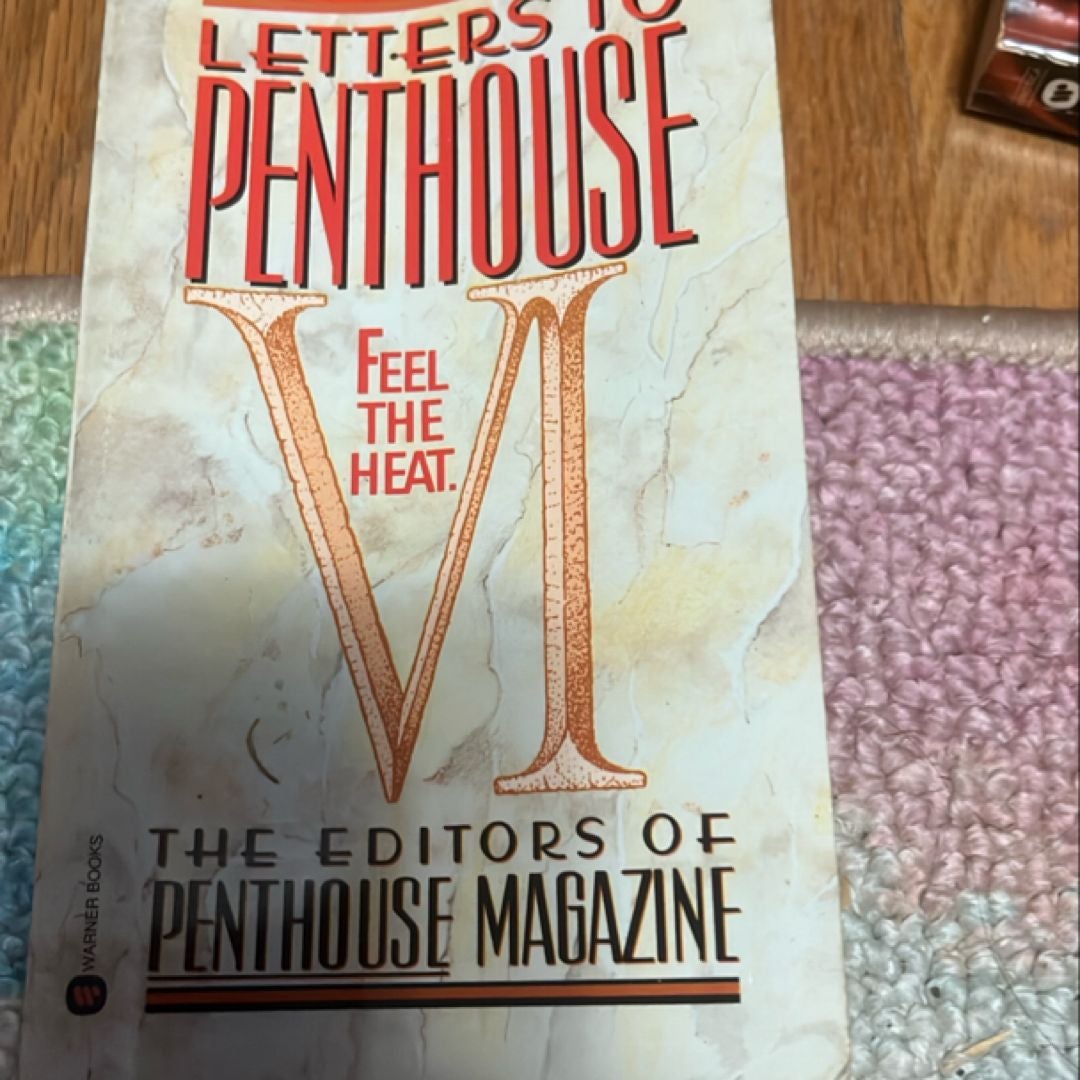 LETTERS TO
PENTHOUSE
VI
FEEL
THE
HEAT.
THE EDITORS OF
PENTHOUSE MAGAZINE
WARNER BOOKS